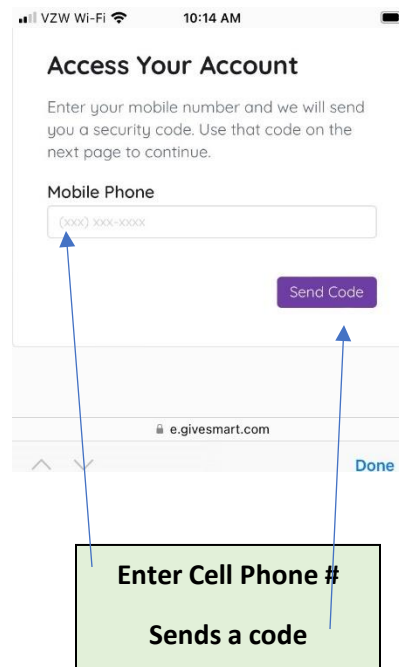 VZW Wi-Fi 10:14 AM
Access Your Account
Enter your mobile number and we will send
you a security code. Use that code on the
next page to continue.
Mobile Phone
(xxx) xxx-xxxx
Send Code
e.givesmart.com
Done
Enter Cell Phone #
Sends a code